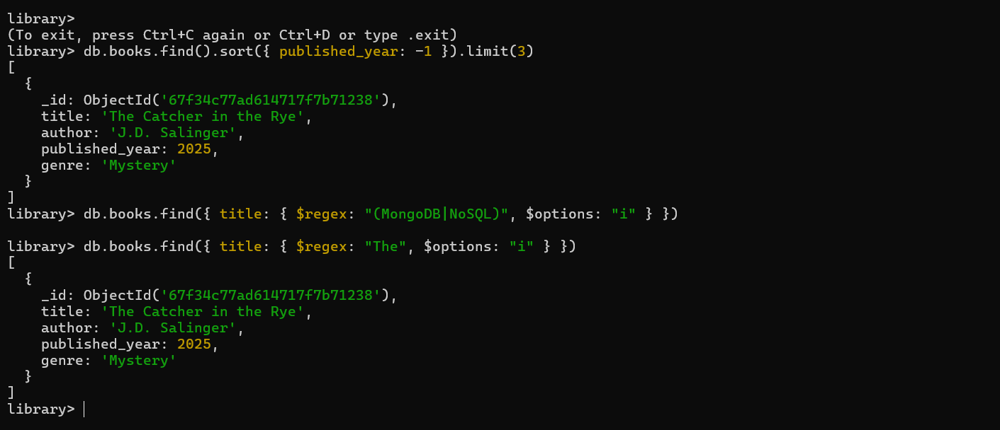 library>
(To exit, press Ctrl+C again or Ctrl+D or type .exit)
library> db.books.find().sort({ published_year: -1 }).limit(3)
[
  {
    _id: ObjectId('67f34c77ad614717f7b71238'),
    title: 'The Catcher in the Rye',
    author: 'J.D. Salinger',
    published_year: 2025,
    genre: 'Mystery'
  }
]
library> db.books.find({ title: { $regex: "(MongoDB|NoSQL)", $options: "i" } })

library> db.books.find({ title: { $regex: "The", $options: "i" } })
[
  {
    _id: ObjectId('67f34c77ad614717f7b71238'),
    title: 'The Catcher in the Rye',
    author: 'J.D. Salinger',
    published_year: 2025,
    genre: 'Mystery'
  }
]
library>